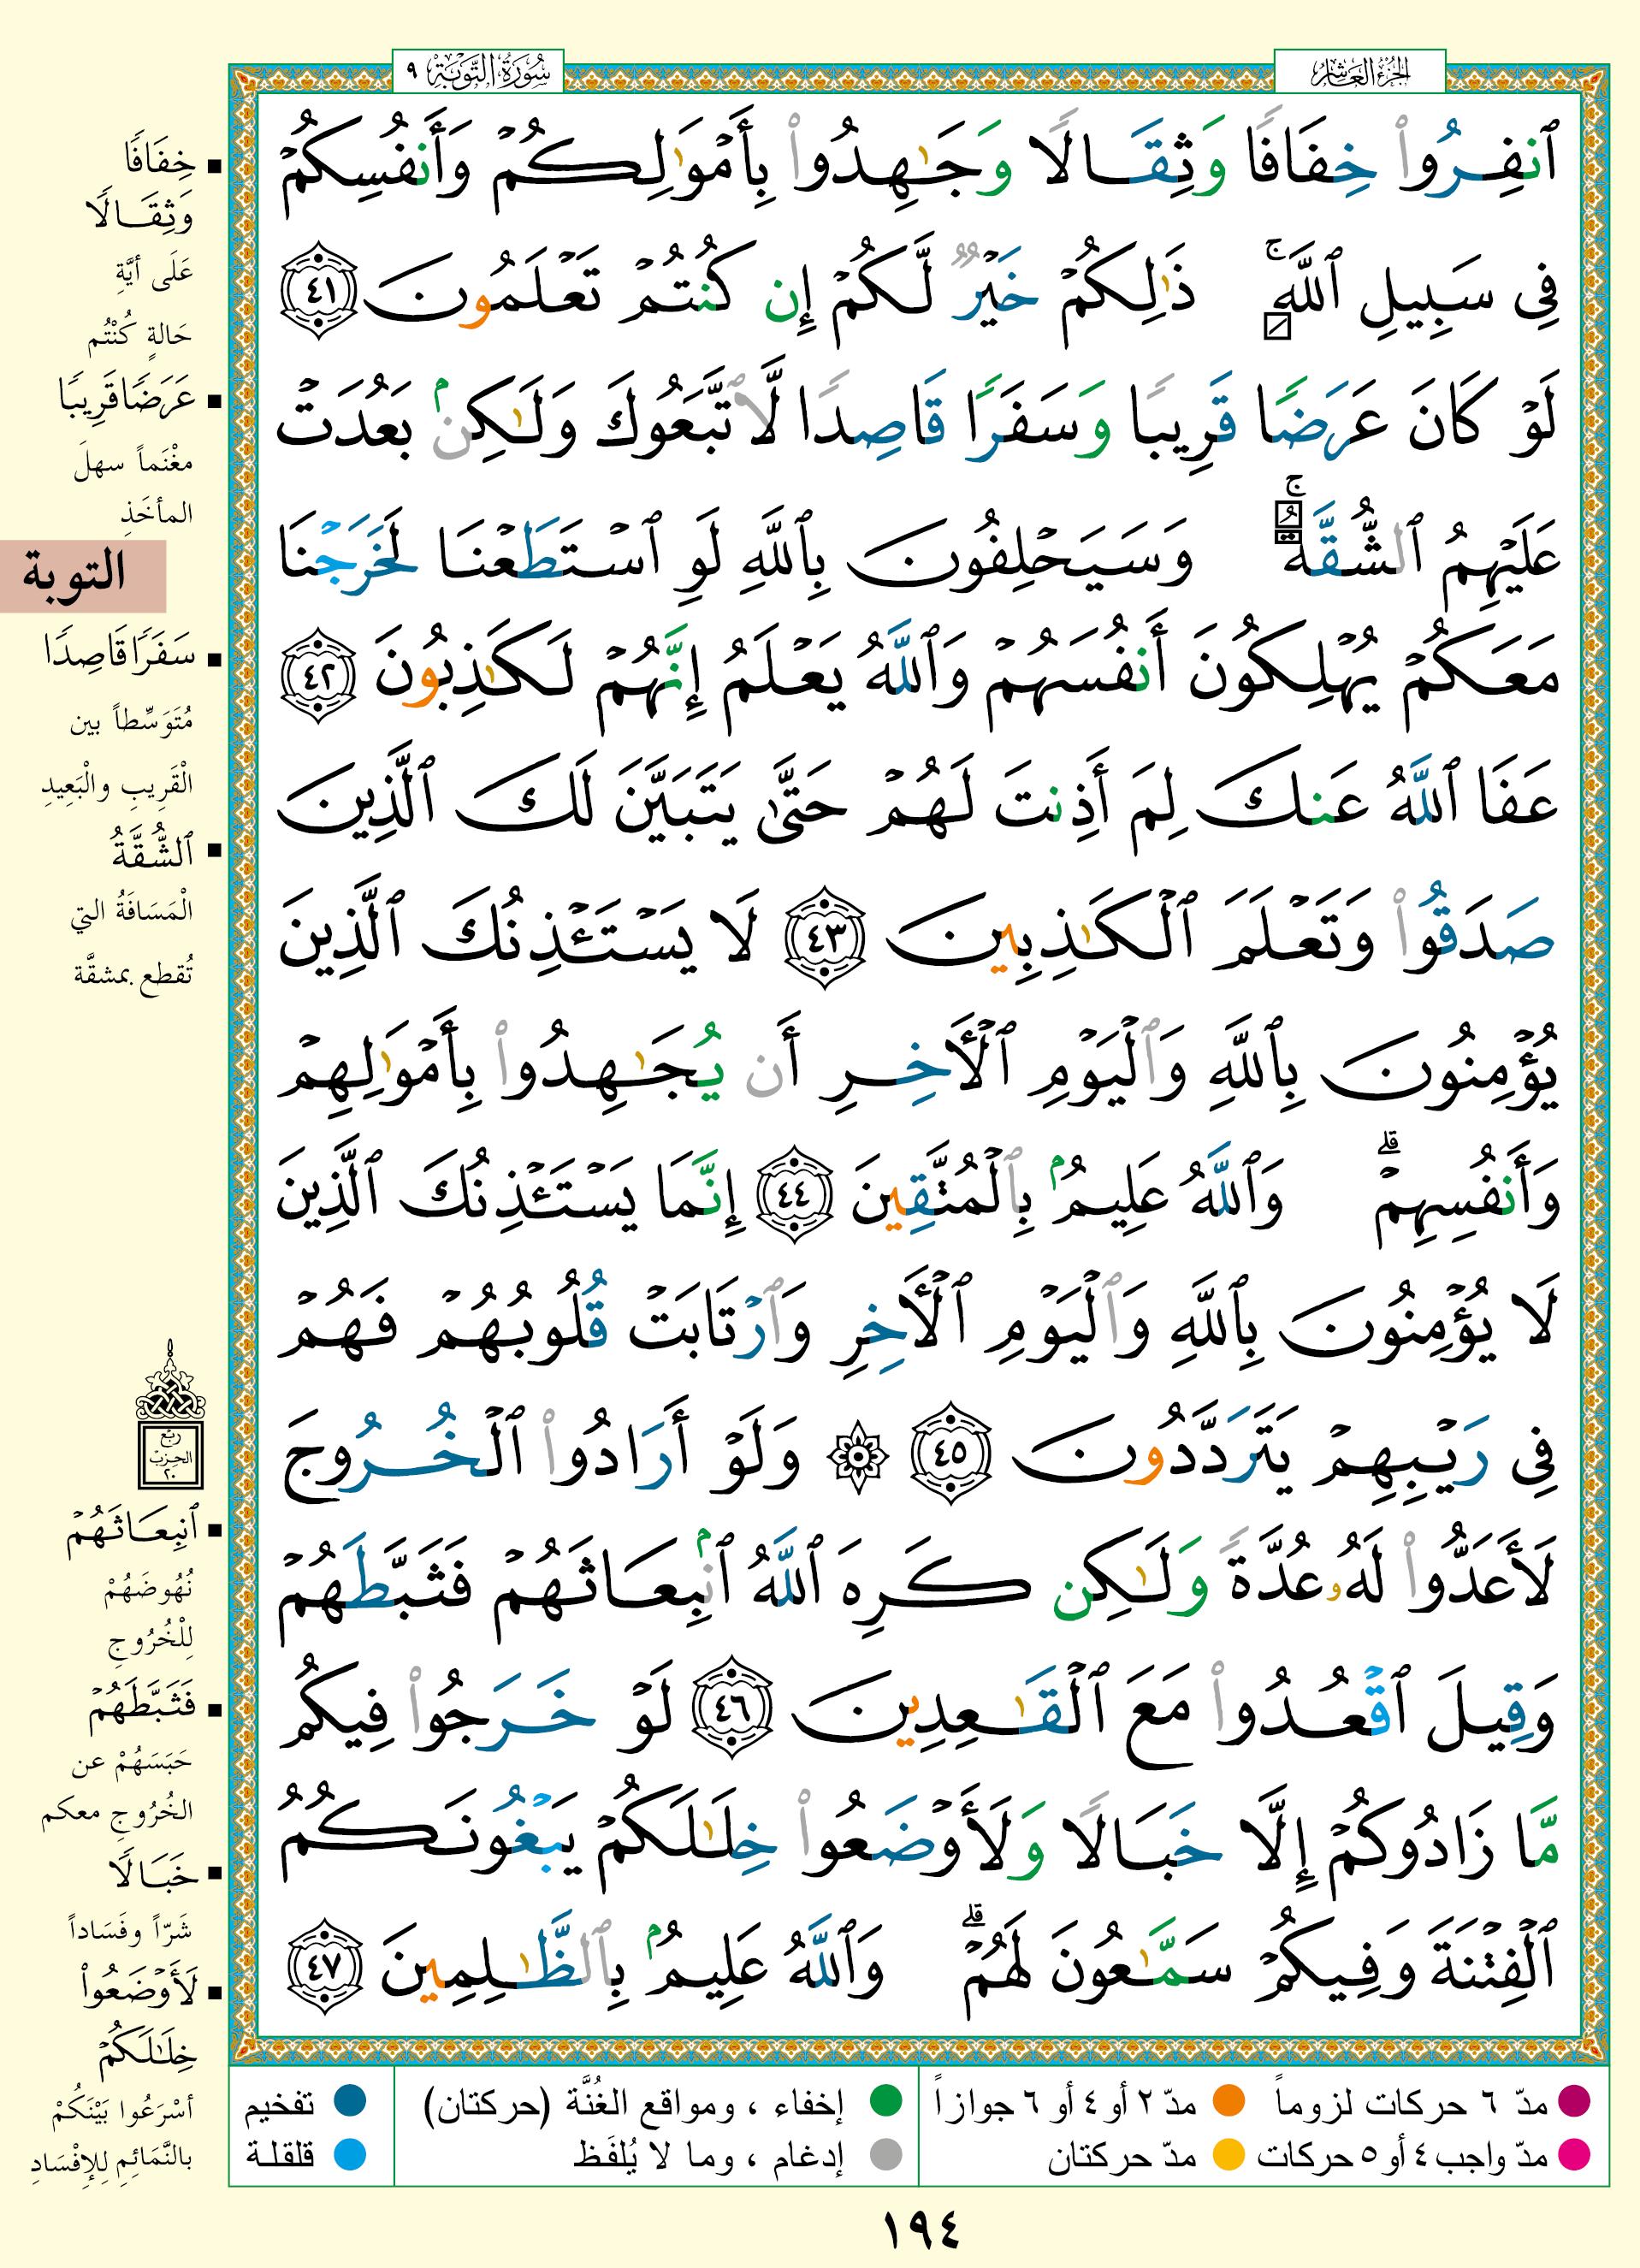 الجزء العاشر
سورة التوبة ٩
ٱنفِرُوا۟ خِفَافًا وَثِقَالًا وَجَٰهِدُوا۟ بِأَمْوَٰلِكُمْ وَأَنفُسِكُمْ
فِى سَبِيلِ ٱللَّهِ ۚ ذَٰلِكُمْ خَيْرٌ لَّكُمْ إِن كُنتُمْ تَعْلَمُونَ ٤١
لَوْ كَانَ عَرَضًا قَرِيبًا وَسَفَرًا قَاصِدًا لَّٱتَّبَعُوكَ وَلَٰكِنۢ بَعُدَتْ
عَلَيْهِمُ ٱلشُّقَّةُ ۚ وَسَيَحْلِفُونَ بِٱللَّهِ لَوِ ٱسْتَطَعْنَا لَخَرَجْنَا
مَعَكُمْ يُهْلِكُونَ أَنفُسَهُمْ وَٱللَّهُ يَعْلَمُ إِنَّهُمْ لَكَٰذِبُونَ ٤٢
عَفَا ٱللَّهُ عَنكَ لِمَ أَذِنتَ لَهُمْ حَتَّىٰ يَتَبَيَّنَ لَكَ ٱلَّذِينَ
صَدَقُوا۟ وَتَعْلَمَ ٱلْكَٰذِبِينَ ٤٣ لَا يَسْتَـْٔذِنُكَ ٱلَّذِينَ
يُؤْمِنُونَ بِٱللَّهِ وَٱلْيَوْمِ ٱلْـَٔاخِرِ أَن يُجَٰهِدُوا۟ بِأَمْوَٰلِهِمْ
وَأَنفُسِهِمْ ۗ وَٱللَّهُ عَلِيمٌۢ بِٱلْمُتَّقِينَ ٤٤ إِنَّمَا يَسْتَـْٔذِنُكَ ٱلَّذِينَ
لَا يُؤْمِنُونَ بِٱللَّهِ وَٱلْيَوْمِ ٱلْـَٔاخِرِ وَٱرْتَابَتْ قُلُوبُهُمْ فَهُمْ
فِى رَيْبِهِمْ يَتَرَدَّدُونَ ٤٥ ۞ وَلَوْ أَرَادُوا۟ ٱلْخُرُوجَ
لَأَعَدُّوا۟ لَهُۥ عُدَّةً وَلَٰكِن كَرِهَ ٱللَّهُ ٱنۢبِعَاثَهُمْ فَثَبَّطَهُمْ
وَقِيلَ ٱقْعُدُوا۟ مَعَ ٱلْقَٰعِدِينَ ٤٦ لَوْ خَرَجُوا۟ فِيكُم
مَّا زَادُوكُمْ إِلَّا خَبَالًا وَلَأَوْضَعُوا۟ خِلَٰلَكُمْ يَبْغُونَكُمُ
ٱلْفِتْنَةَ وَفِيكُمْ سَمَّٰعُونَ لَهُمْ ۗ وَٱللَّهُ عَلِيمٌۢ بِٱلظَّٰلِمِينَ ٤٧
خِفَافًا
وَثِقَالًا
عَلَى أيَّةِ
حَالةٍ كُنْتُم
عَرَضًا قَرِيبًا
مغْنَماً سهلَ
المأخَذِ
التوبة
سَفَرًا قَاصِدًا
مُتَوَسِّطاً بين
الْقَرِيبِ والْبَعِيدِ
ٱلشُّقَّةُ
الْمَسَافَةُ التي
تُقطع بمشقَّة
ربع
الحزب
٢٠
ٱنۢبِعَاثَهُمْ
نُهُوضَهُمْ
لِلْخُرُوجِ
فَثَبَّطَهُمْ
حَبَسَهُمْ عن
الخُرُوجِ معكم
خَبَالًا
شَرّاً وفَسَاداً
لَأَوْضَعُوا۟
خِلَٰلَكُمْ
أسْرَعُوا بَيْنَكُمْ
بالنَّمَائِمِ لِلإفْسَادِ
مدّ ٦ حركات لزوماً
مدّ ٢ أو ٤ أو ٦ جوازاً
إخفاء ، ومواقع الغُنَّة (حركتان)
تفخيم
مدّ واجب ٤ أو ٥ حركات
مدّ حركتان
إدغام ، وما لا يُلفَظ
قلقلة
١٩٤